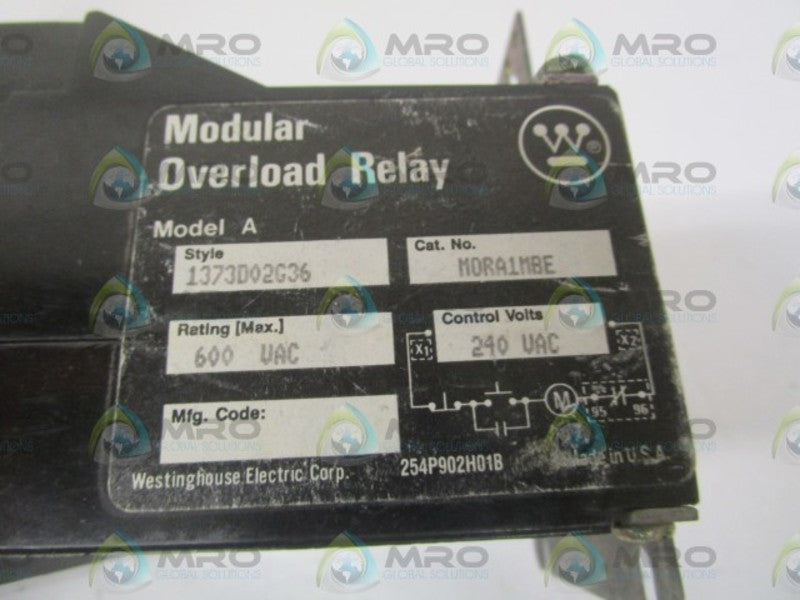 Modular
Overload Relay
W ®
Model A
Style
1373D02G36
Cat. No.
MORA1MBE
Rating [Max.]
600 VAC
Control Volts
240 VAC
X1
X2
M
95
95
96
Mfg. Code:
Westinghouse Electric Corp.
254P902H01B
Made in U.S.A.
MRO
GLOBAL SOLUTIONS